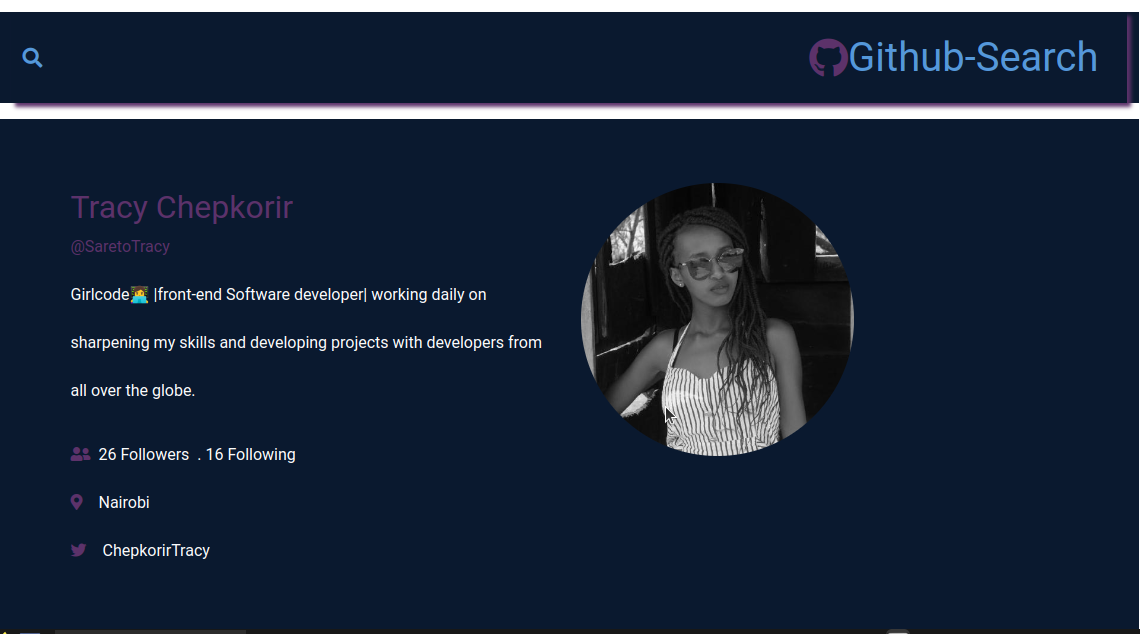 Github-Search
Tracy Chepkorir
@SaretoTracy
Girlcode👩‍💻 |front-end Software developer| working daily on
sharpening my skills and developing projects with developers from
all over the globe.
26 Followers . 16 Following
Nairobi
ChepkorirTracy